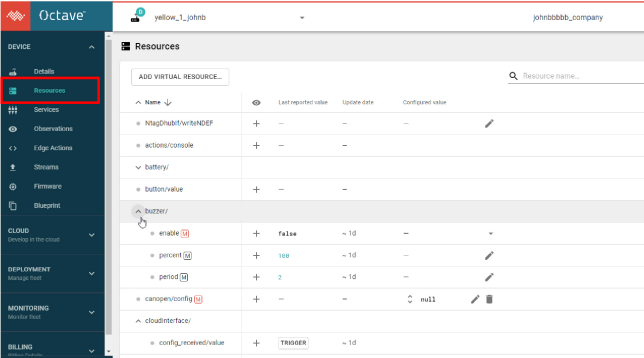 Octave™
0
yellow_1_johnb
johnbbbbb_company
DEVICE
Details
Resources
Services
Observations
Edge Actions
Streams
Firmware
Blueprint
CLOUD
Develop in the cloud
DEPLOYMENT
Manage fleet
MONITORING
Monitor fleet
BILLING
Resources
ADD VIRTUAL RESOURCE...
Resource name...
Name
Last reported value
Update date
Configured value
NtagDhubIf/writeNDEF
+ – – –
actions/console
+ – – –
battery/
button/value
+ – –
buzzer/
enable M
+ false ~ 1d –
percent M
+ 100 ~ 1d –
period M
+ 2 ~ 1d –
canopen/config M
+ – – null
cloudInterface/
config_received/value
+ TRIGGER ~ 1d